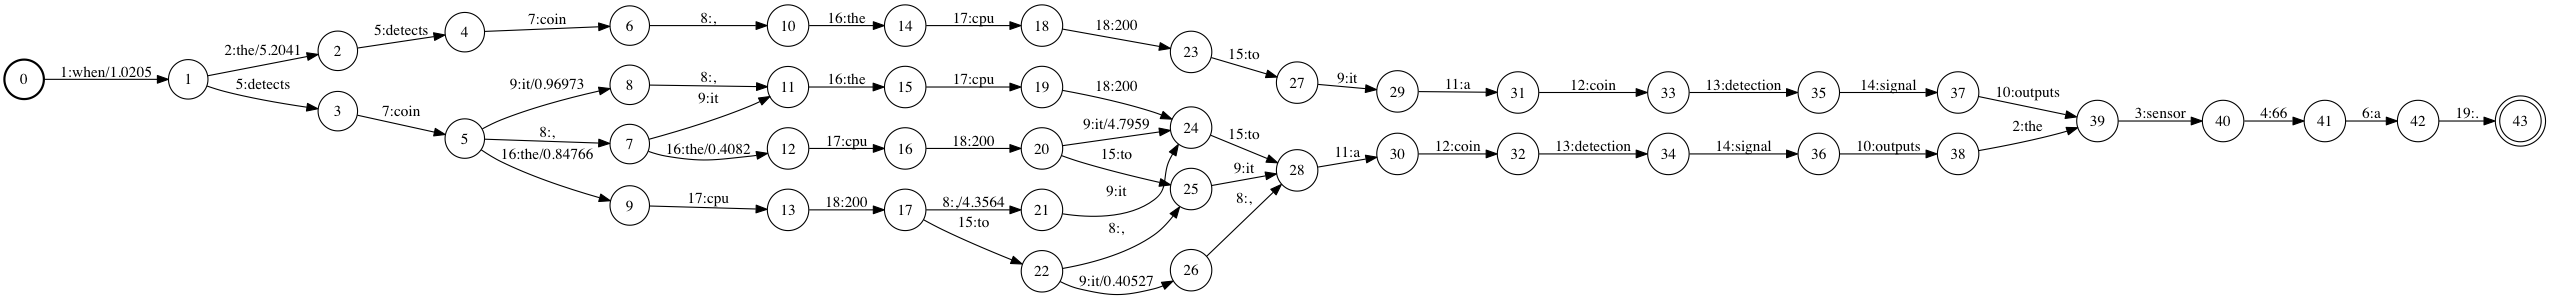 0 1:when/1.0205 1
2:the/5.2041 2
5:detects 4
7:coin 6
8:, 10
16:the 14
17:cpu 18
18:200 23
15:to 27
9:it 29
11:a 31
12:coin 33
13:detection 35
14:signal 37
10:outputs 39
5:detects 3
7:coin 5
9:it/0.96973 8
8:, 11
16:the 15
17:cpu 19
18:200 24
8:, 7
9:it
16:the/0.4082 12
17:cpu 16
18:200 20
9:it/4.7959
15:to 25
15:to 28
9:it
11:a 30
12:coin 32
13:detection 34
14:signal 36
10:outputs 38
2:the
3:sensor 40
4:66 41
6:a 42
19:. 43
16:the/0.84766 9
17:cpu 13
18:200 17
8:,/4.3564 21
9:it
15:to 22
8:,
9:it/0.40527 26
8:,